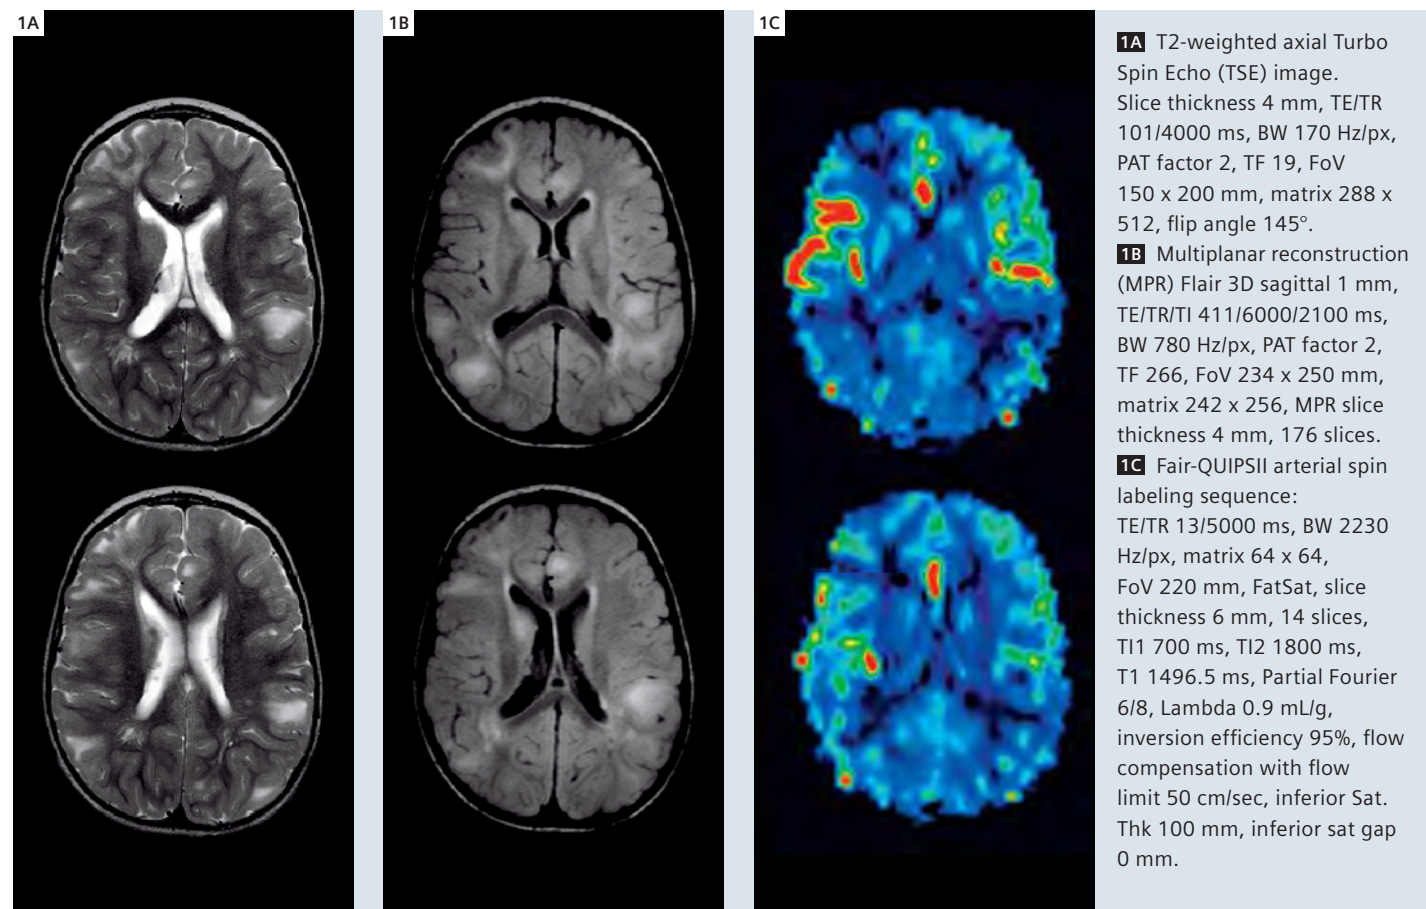 1A
1B
1C
1A T2-weighted axial Turbo
Spin Echo (TSE) image.
Slice thickness 4 mm, TE/TR
101/4000 ms, BW 170 Hz/px,
PAT factor 2, TF 19, FoV
150 x 200 mm, matrix 288 x
512, flip angle 145°.
1B Multiplanar reconstruction
(MPR) Flair 3D sagittal 1 mm,
TE/TR/TI 411/6000/2100 ms,
BW 780 Hz/px, PAT factor 2,
TF 266, FoV 234 x 250 mm,
matrix 242 x 256, MPR slice
thickness 4 mm, 176 slices.
1C Fair-QUIPSII arterial spin
labeling sequence:
TE/TR 13/5000 ms, BW 2230
Hz/px, matrix 64 x 64,
FoV 220 mm, FatSat, slice
thickness 6 mm, 14 slices,
TI1 700 ms, TI2 1800 ms,
T1 1496.5 ms, Partial Fourier
6/8, Lambda 0.9 mL/g,
inversion efficiency 95%, flow
compensation with flow
limit 50 cm/sec, inferior Sat.
Thk 100 mm, inferior sat gap
0 mm.